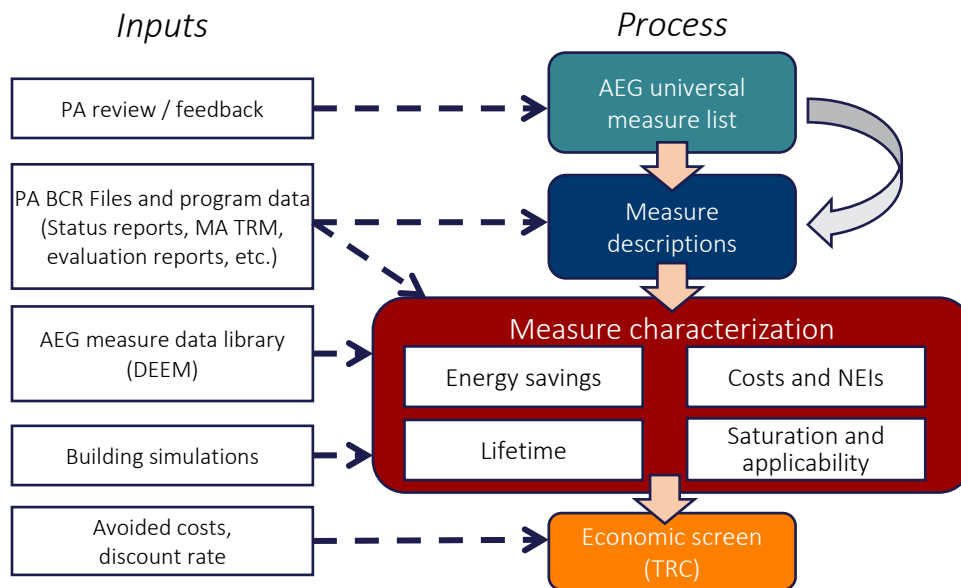 Inputs
Process
PA review / feedback
AEG universal
measure list
PA BCR Files and program data
(Status reports, MA TRM,
evaluation reports, etc.)
Measure
descriptions
Measure characterization
AEG measure data library
(DEEM)
Energy savings
Costs and NEIs
Building simulations
Lifetime
Saturation and
applicability
Avoided costs,
discount rate
Economic screen
(TRC)